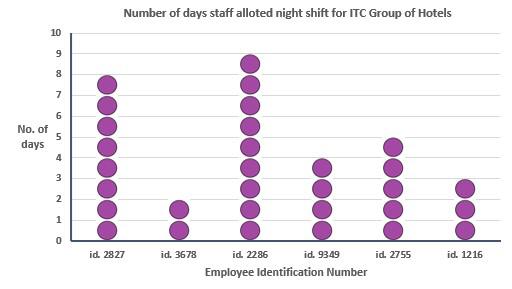 Number of days staff alloted night shift for ITC Group of Hotels
10
9
8
7
6
5
4
3
2
1
0
No. of
days
id. 2827 id. 3678 id. 2286 id. 9349 id. 2755 id. 1216
Employee Identification Number